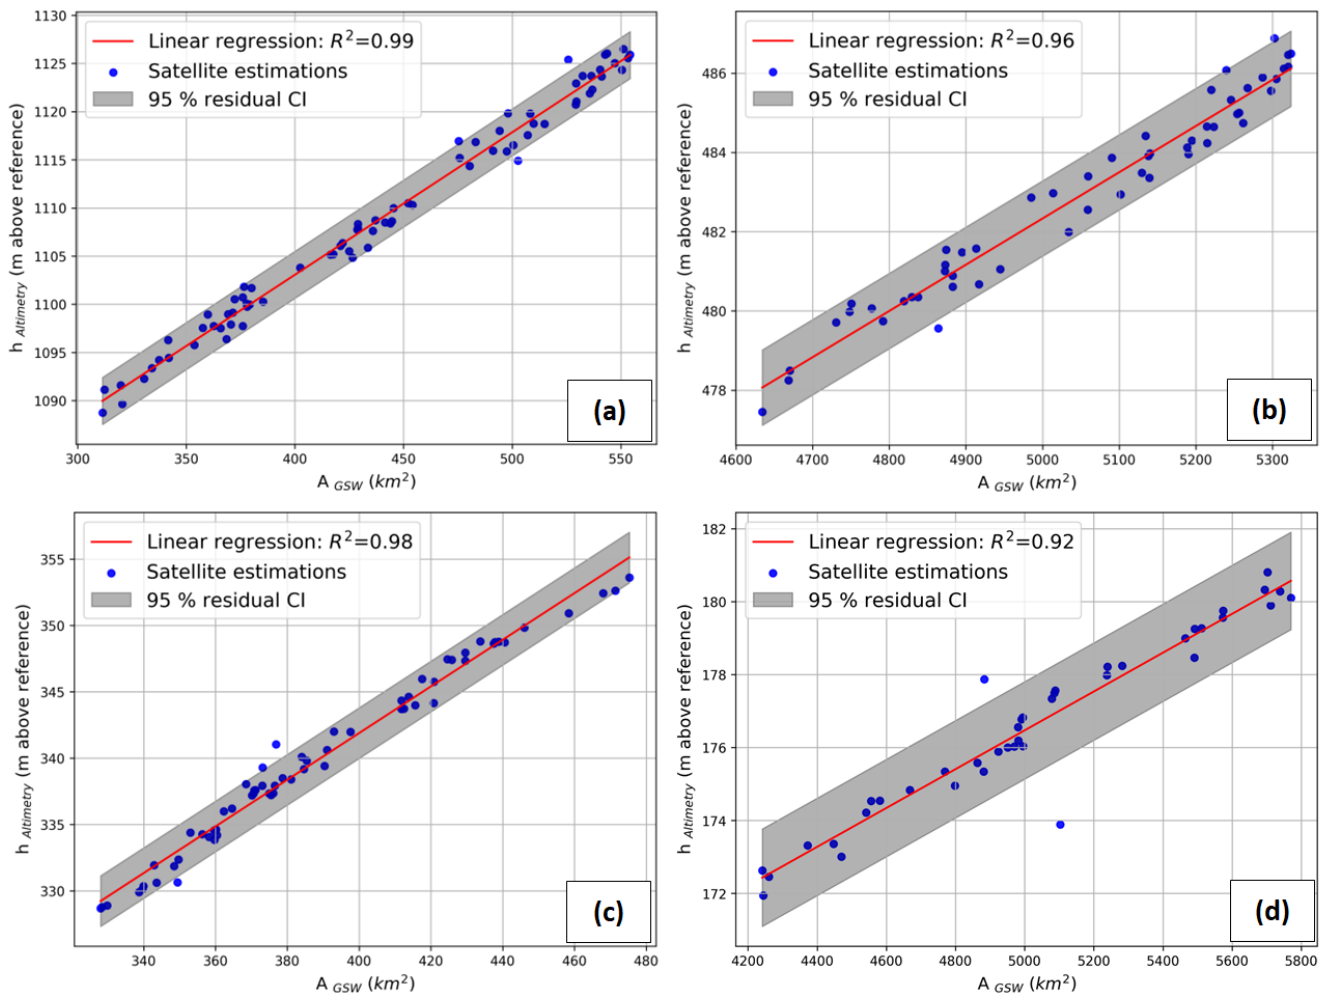 1130
1125
1120
1115
1110
1105
1100
1095
1090
h Altimetry (m above reference)
Linear regression: R²=0.99
Satellite estimations
95 % residual CI
(a)
300 350 400 450 500 550
A GSW (km²)
486
484
482
480
478
h Altimetry (m above reference)
Linear regression: R²=0.96
Satellite estimations
95 % residual CI
(b)
4600 4700 4800 4900 5000 5100 5200 5300
A GSW (km²)
355
350
345
340
335
330
h Altimetry (m above reference)
Linear regression: R²=0.98
Satellite estimations
95 % residual CI
(c)
340 360 380 400 420 440 460 480
A GSW (km²)
182
180
178
176
174
172
h Altimetry (m above reference)
Linear regression: R²=0.92
Satellite estimations
95 % residual CI
(d)
4200 4400 4600 4800 5000 5200 5400 5600 5800
A GSW (km²)